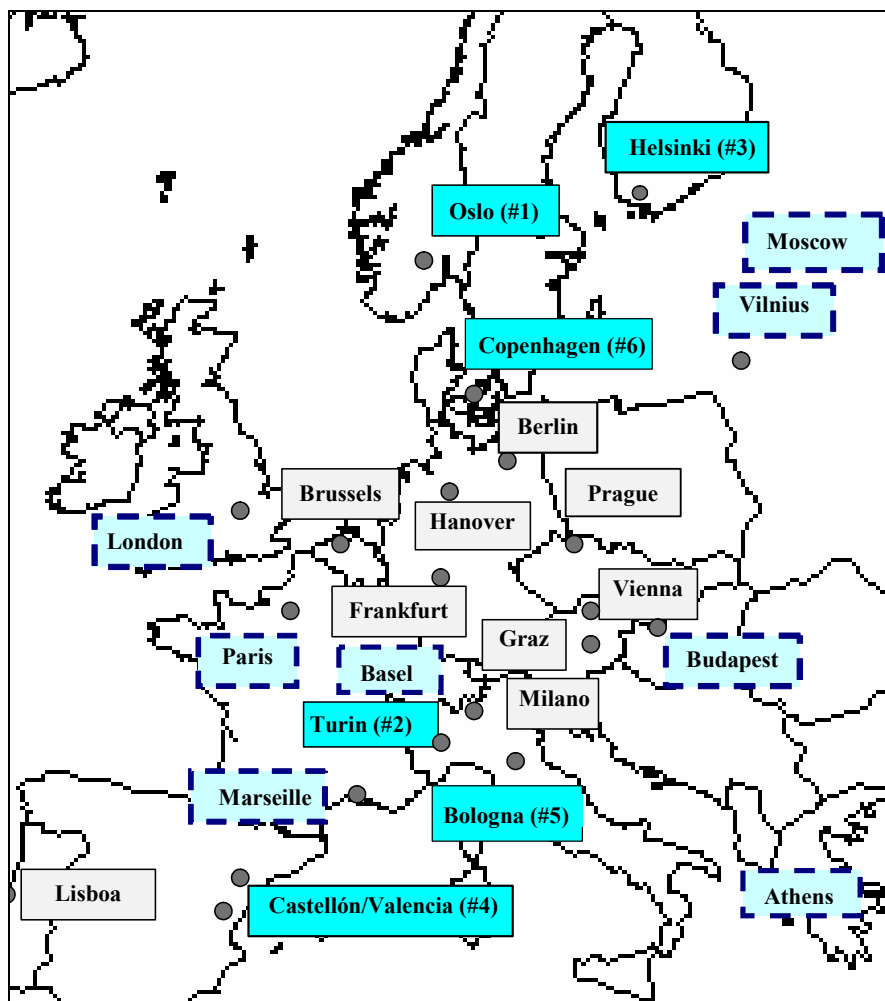 Helsinki (#3)
Oslo (#1)
Moscow
Vilnius
Copenhagen (#6)
Berlin
Brussels
Prague
Hanover
London
Vienna
Frankfurt
Graz
Paris
Budapest
Basel
Milano
Turin (#2)
Marseille
Bologna (#5)
Lisboa
Athens
Castellón/Valencia (#4)